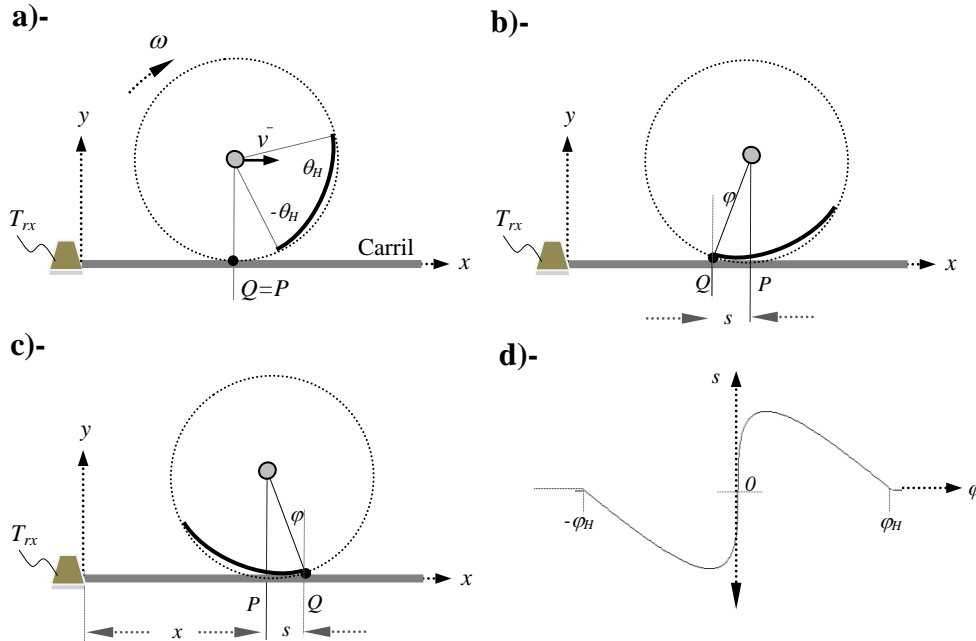 a)-
ω
y
v-
θH
-θH
Trx
Carril
x
Q=P
b)-
y
φ
Trx
x
Q
P
s
c)-
y
φ
Trx
x
P
Q
x
s
d)-
s
0
φ
-φH
φH